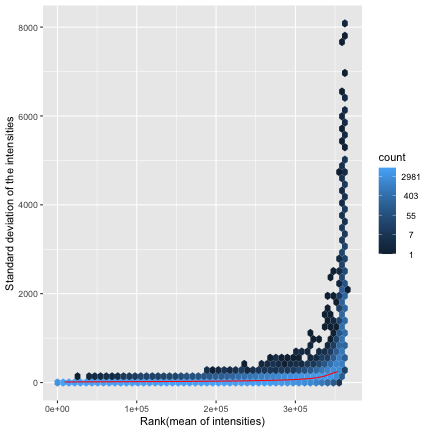 8000
6000
4000
2000
0
Standard deviation of the intensities
0e+00
1e+05
2e+05
3e+05
Rank(mean of intensities)
count
2981
403
55
7
1